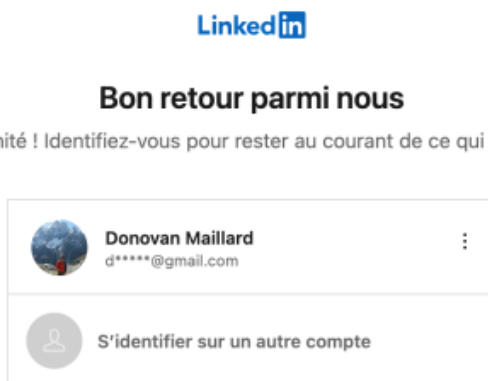 LinkedIn
Bon retour parmi nous
! Identifiez-vous pour rester au courant de ce qui
Donovan Maillard
d*****@gmail.com
S'identifier sur un autre compte